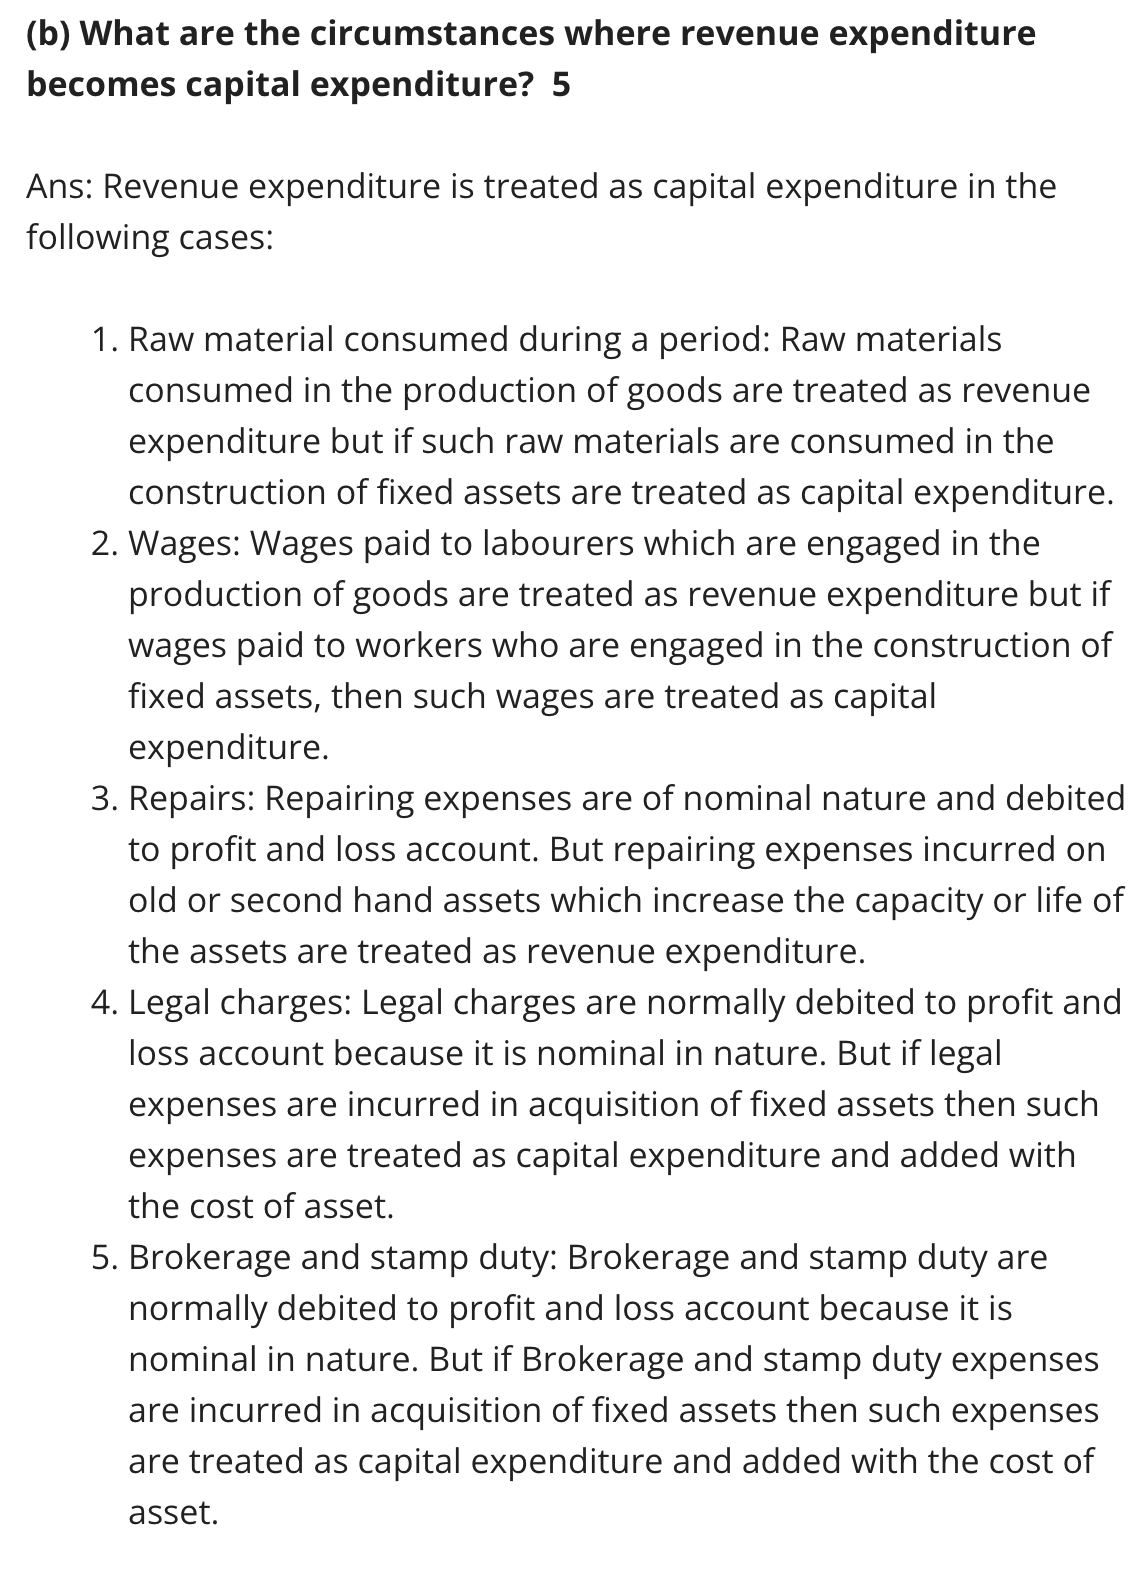 (b) What are the circumstances where revenue expenditure
becomes capital expenditure?  5
Ans: Revenue expenditure is treated as capital expenditure in the
following cases:
1. Raw material consumed during a period: Raw materials
consumed in the production of goods are treated as revenue
expenditure but if such raw materials are consumed in the
construction of fixed assets are treated as capital expenditure.
2. Wages: Wages paid to labourers which are engaged in the
production of goods are treated as revenue expenditure but if
wages paid to workers who are engaged in the construction of
fixed assets, then such wages are treated as capital
expenditure.
3. Repairs: Repairing expenses are of nominal nature and debited
to profit and loss account. But repairing expenses incurred on
old or second hand assets which increase the capacity or life of
the assets are treated as revenue expenditure.
4. Legal charges: Legal charges are normally debited to profit and
loss account because it is nominal in nature. But if legal
expenses are incurred in acquisition of fixed assets then such
expenses are treated as capital expenditure and added with
the cost of asset.
5. Brokerage and stamp duty: Brokerage and stamp duty are
normally debited to profit and loss account because it is
nominal in nature. But if Brokerage and stamp duty expenses
are incurred in acquisition of fixed assets then such expenses
are treated as capital expenditure and added with the cost of
asset.